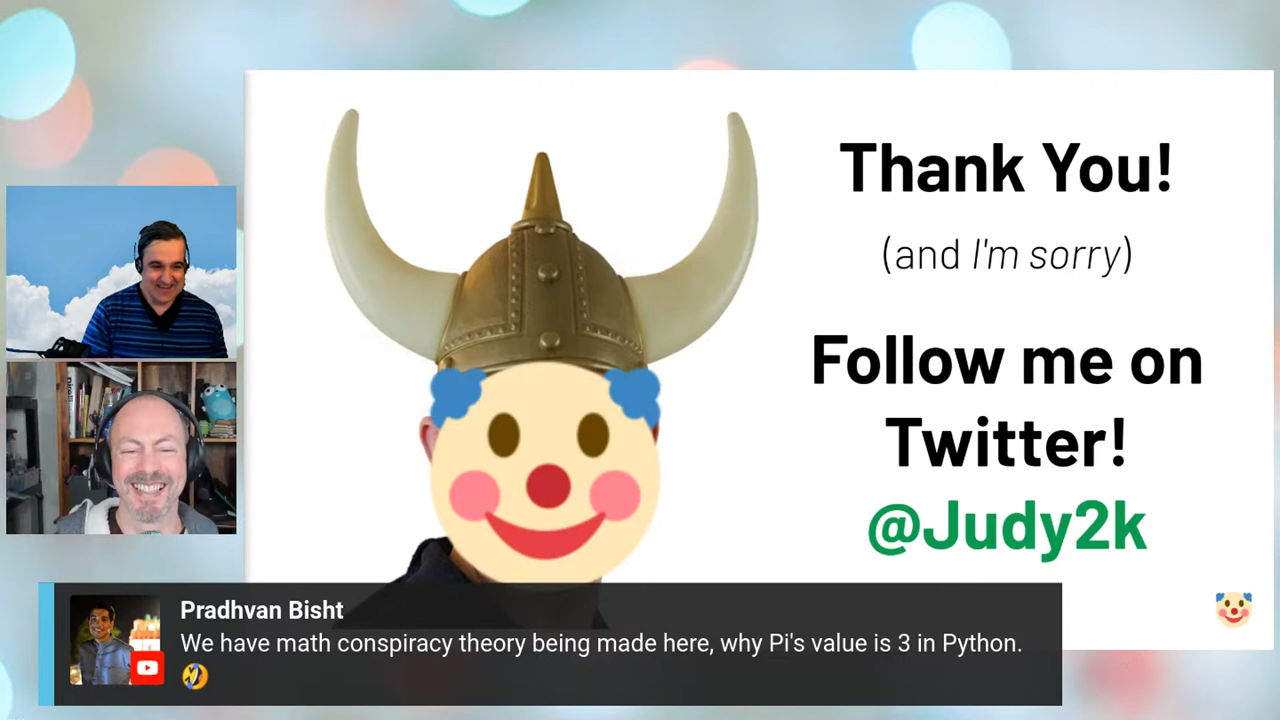 Thank You!
(and I'm sorry)
Follow me on
Twitter!
@Judy2k
Pradhvan Bisht
We have math conspiracy theory being made here, why Pi's value is 3 in Python.
🤣